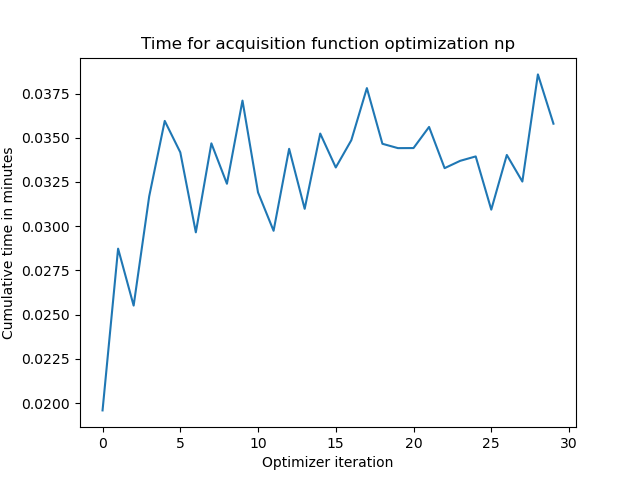 Time for acquisition function optimization np
Cumulative time in minutes
0.0375
0.0350
0.0325
0.0300
0.0275
0.0250
0.0225
0.0200
0 5 10 15 20 25 30
Optimizer iteration